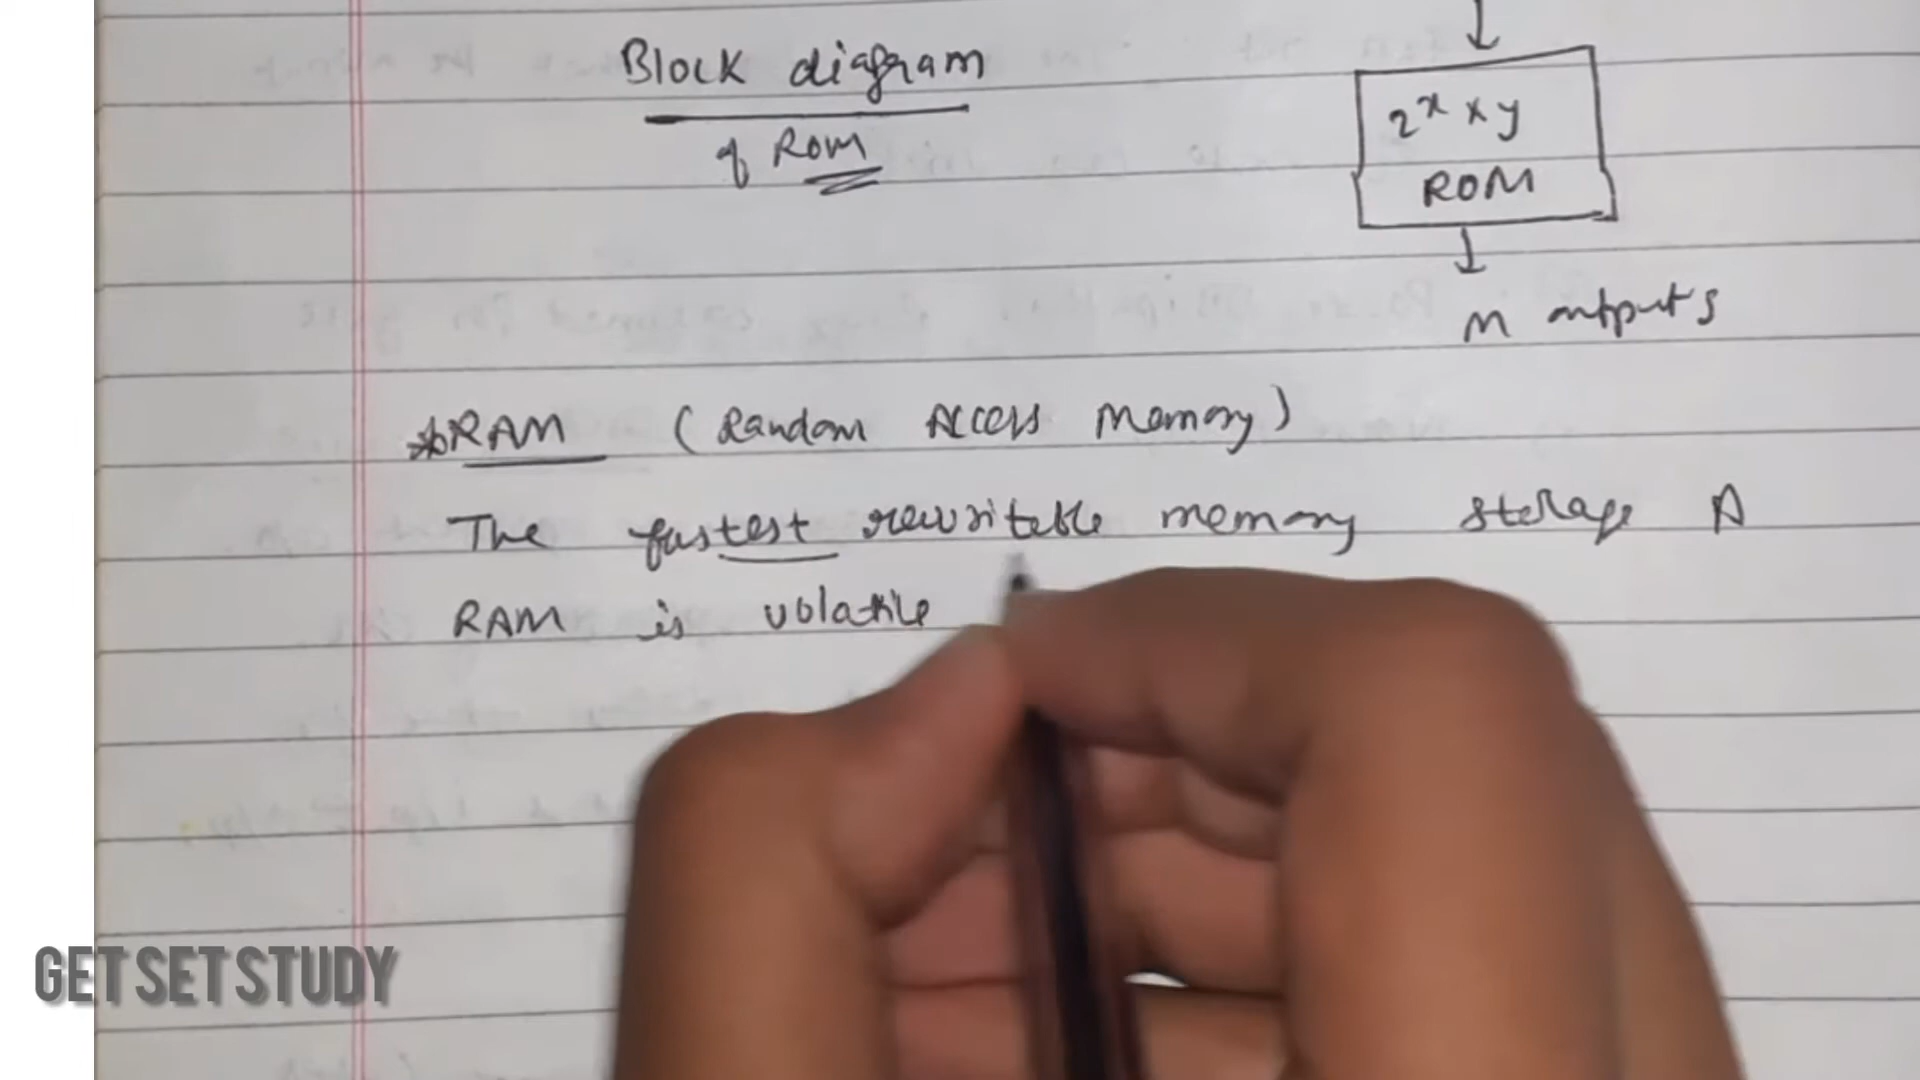 Block diagram
of ROM
2^x x y
ROM
M outputs
RAM (Random Access Memory)
The fastest rewritable memory storage A
RAM is volatile
GET SET STUDY